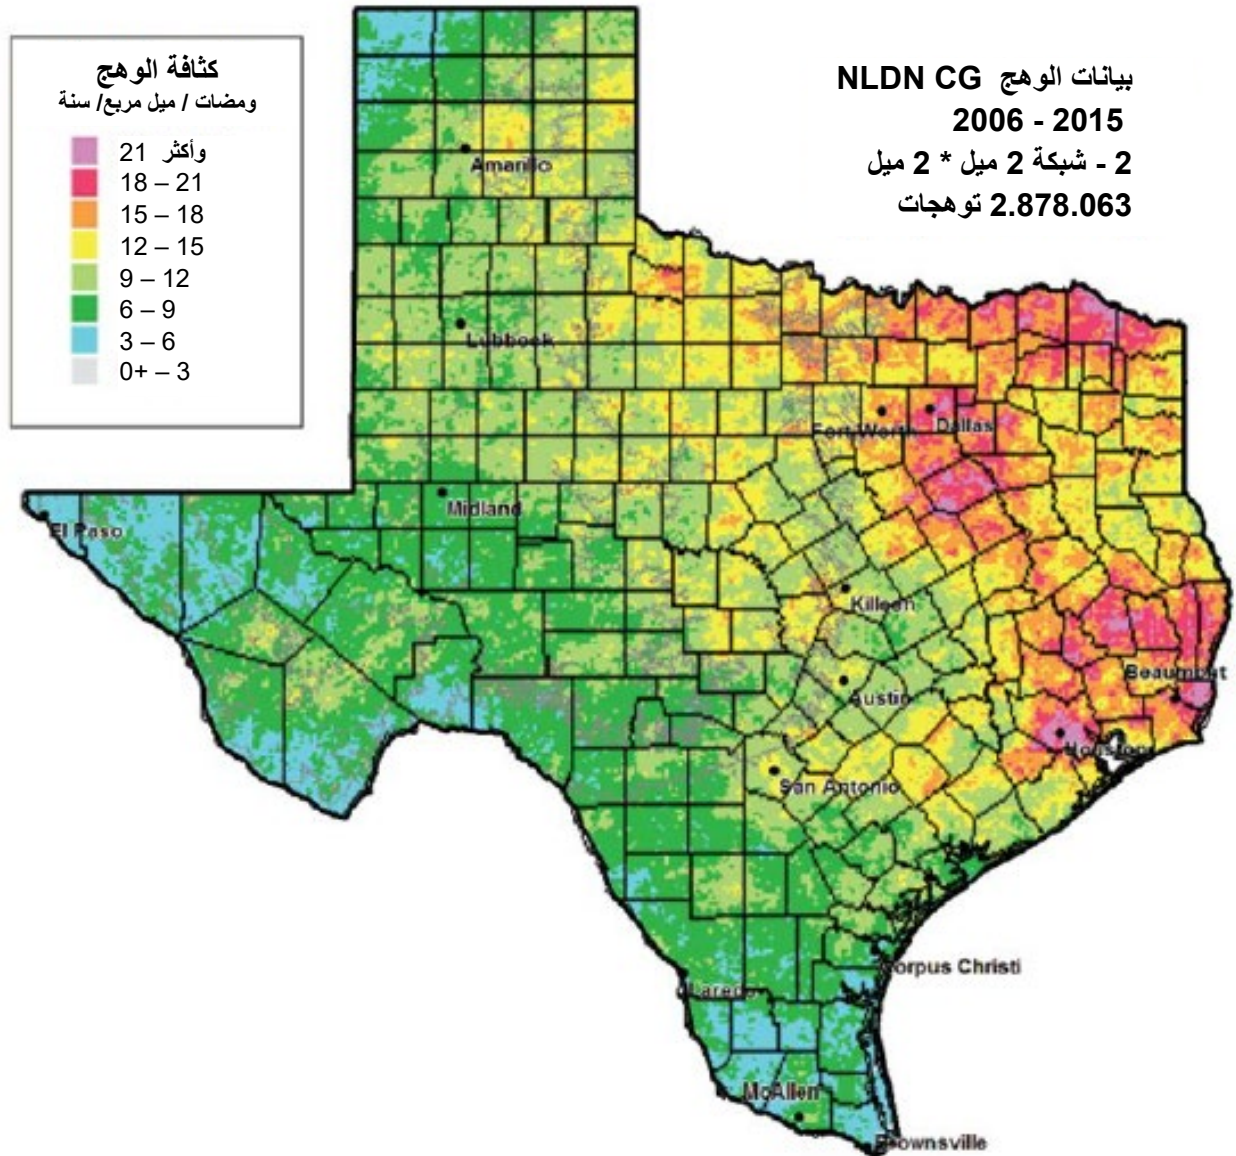 كثافة الوهج
ومضات / ميل مربع/ سنة
21 وأكثر
18 – 21
15 – 18
12 – 15
9 – 12
6 – 9
3 – 6
0+ – 3
بيانات الوهج NLDN CG
2006 - 2015
2 - شبكة 2 ميل * 2 ميل
2.878.063 توهجات
Amarillo
Lubbock
Fort Worth
Dallas
Midland
El Paso
Killeen
Beaumont
Austin
Houston
San Antonio
Corpus Christi
Laredo
McAllen
Brownsville